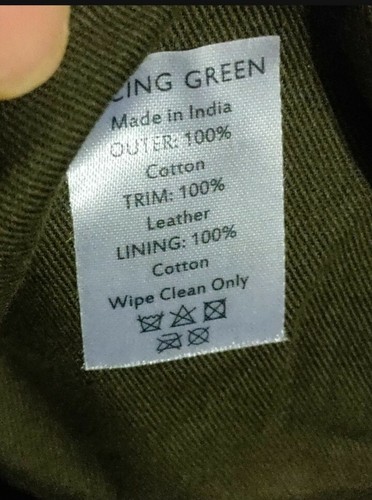 CING GREEN
Made in India
OUTER: 100%
Cotton
TRIM: 100%
Leather
LINING: 100%
Cotton
Wipe Clean Only